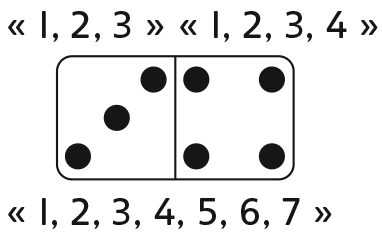 « 1, 2, 3 » « 1, 2, 3, 4 »
« 1, 2, 3, 4, 5, 6, 7 »